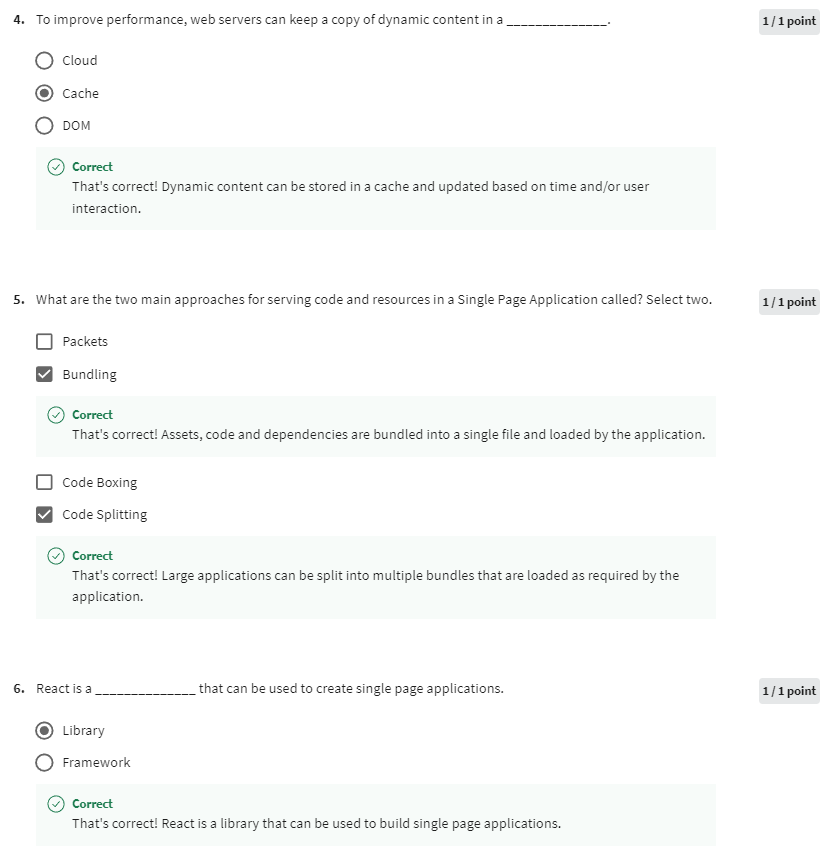 4. To improve performance, web servers can keep a copy of dynamic content in a ______________.
1 / 1 point
Cloud
Cache
DOM
Correct
That's correct! Dynamic content can be stored in a cache and updated based on time and/or user
interaction.
5. What are the two main approaches for serving code and resources in a Single Page Application called? Select two.
1 / 1 point
Packets
Bundling
Correct
That's correct! Assets, code and dependencies are bundled into a single file and loaded by the application.
Code Boxing
Code Splitting
Correct
That's correct! Large applications can be split into multiple bundles that are loaded as required by the
application.
6. React is a ______________ that can be used to create single page applications.
1 / 1 point
Library
Framework
Correct
That's correct! React is a library that can be used to build single page applications.